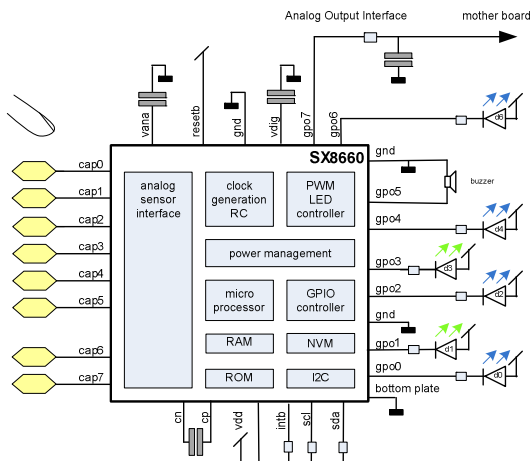 Analog Output Interface
mother board
vana
resetb
gnd
vdig
gpo7
gpo6
d6
SX8660
gnd
cap0
cap1
cap2
cap3
cap4
cap5
cap6
cap7
analog
sensor
interface
clock
generation
RC
PWM
LED
controller
power management
micro
processor
GPIO
controller
RAM
NVM
ROM
I2C
buzzer
gpo5
gpo4
d4
gpo3
d3
gpo2
d2
gnd
gpo1
d1
gpo0
d0
bottom plate
cn
cp
vdd
intb
scl
sda